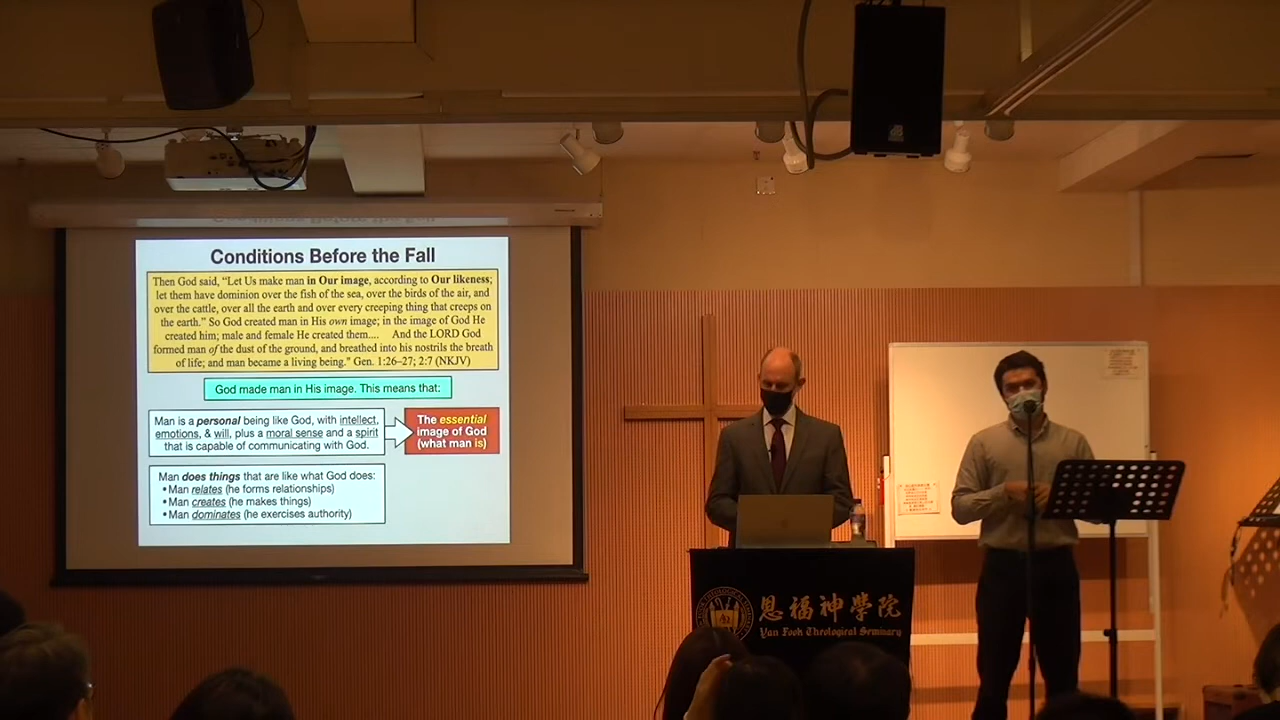 Conditions Before the Fall
Then God said, “Let Us make man in Our image, according to Our likeness;
let them have dominion over the fish of the sea, over the birds of the air, and
over the cattle, over all the earth and over every creeping thing that creeps on
the earth.” So God created man in His own image; in the image of God He
created him; male and female He created them.... And the LORD God
formed man of the dust of the ground, and breathed into his nostrils the breath
of life; and man became a living being.” Gen. 1:26–27; 2:7 (NKJV)
God made man in His image. This means that:
Man is a personal being like God, with intellect,
emotions, & will, plus a moral sense and a spirit
that is capable of communicating with God.
The essential
image of God
(what man is)
Man does things that are like what God does:
• Man relates (he forms relationships)
• Man creates (he makes things)
• Man dominates (he exercises authority)
恩福神學院
Yan Fook Theological Seminary